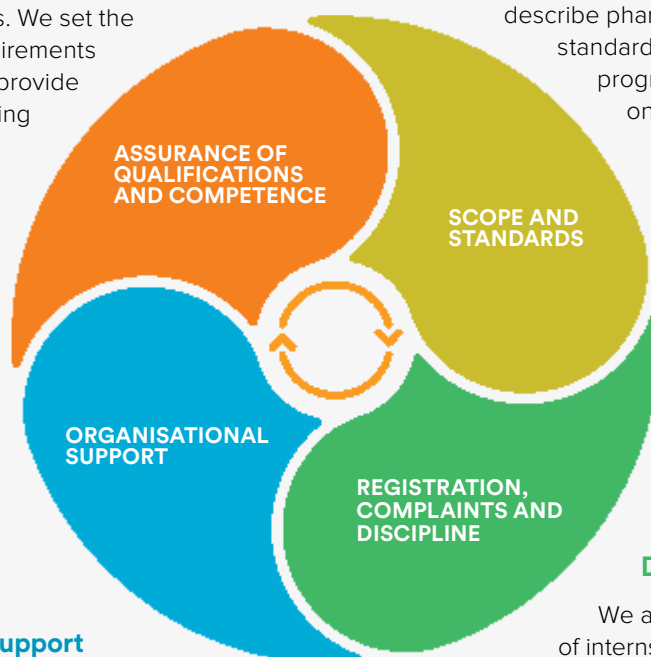 s. We set the
irements
provide
ing
describe phar
standard
progr
on
ASSURANCE OF
QUALIFICATIONS
AND COMPETENCE
SCOPE AND
STANDARDS
ORGANISATIONAL
SUPPORT
REGISTRATION,
COMPLAINTS AND
DISCIPLINE
D
We a
of interns
upport